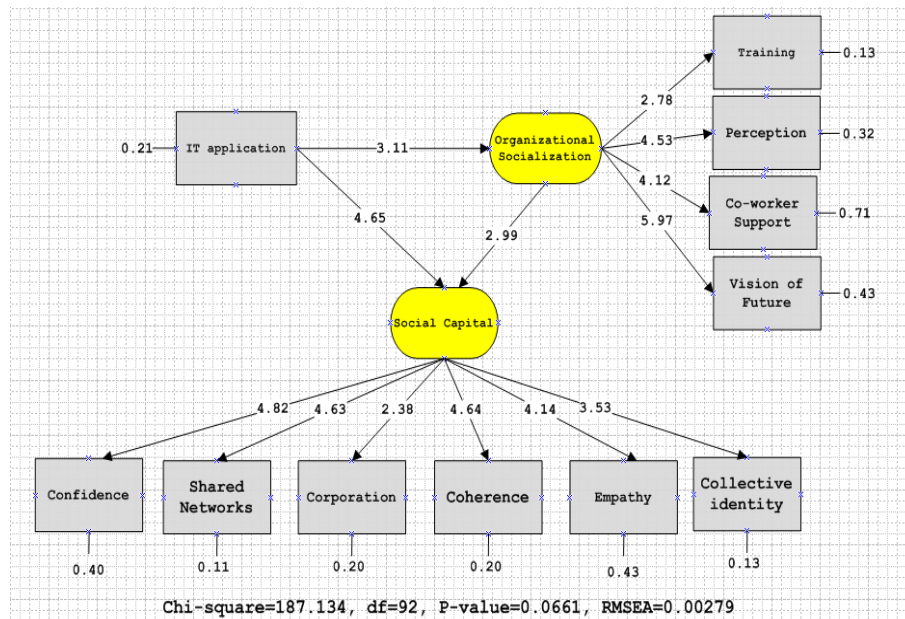 Training
0.13
2.78
Organizational
Socialization
0.21
IT application
3.11
4.53
Perception
0.32
4.12
Co-worker
Support
0.71
4.65
2.99
5.97
Vision of
Future
0.43
Social Capital
4.82
4.63
2.38
4.64
4.14
3.53
Confidence
Shared
Networks
Corporation
Coherence
Empathy
Collective
identity
0.40
0.11
0.20
0.20
0.43
0.13
Chi-square=187.134, df=92, P-value=0.0661, RMSEA=0.00279